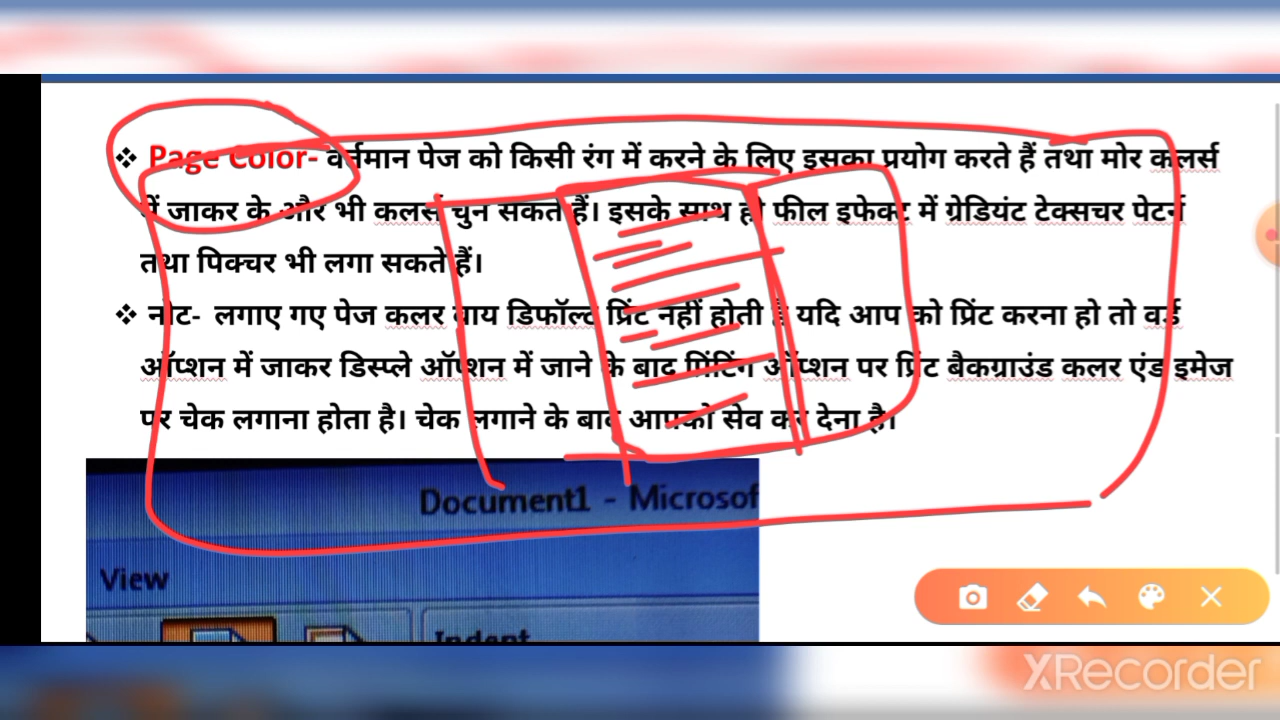 ❖ Page Color- वर्नमान पेज को किसी रंग में करने के लिए इसका प्रयोग करते हैं तथा मोर कलर्स
में जाकर के और भी कलर्स चुन सकते हैं। इसके साथ ही फील इफेक्ट में ग्रेडियंट टेक्सचर पेटर्न
तथा पिक्चर भी लगा सकते हैं।
❖ नोट- लगाए गए पेज कलर बाय डिफॉल्ट प्रिंट नहीं होती है यदि आप को प्रिंट करना हो तो वर्ड
ऑप्शन में जाकर डिस्प्ले ऑप्शन में जाने के बाद पिंटिंग ऑप्शन पर प्रिंट बैकग्राउंड कलर एंड इमेज
पर चेक लगाना होता है। चेक लगाने के बाद आपको सेव कर देना है।
Document1 - Microsof
View
Indent
XRecorder